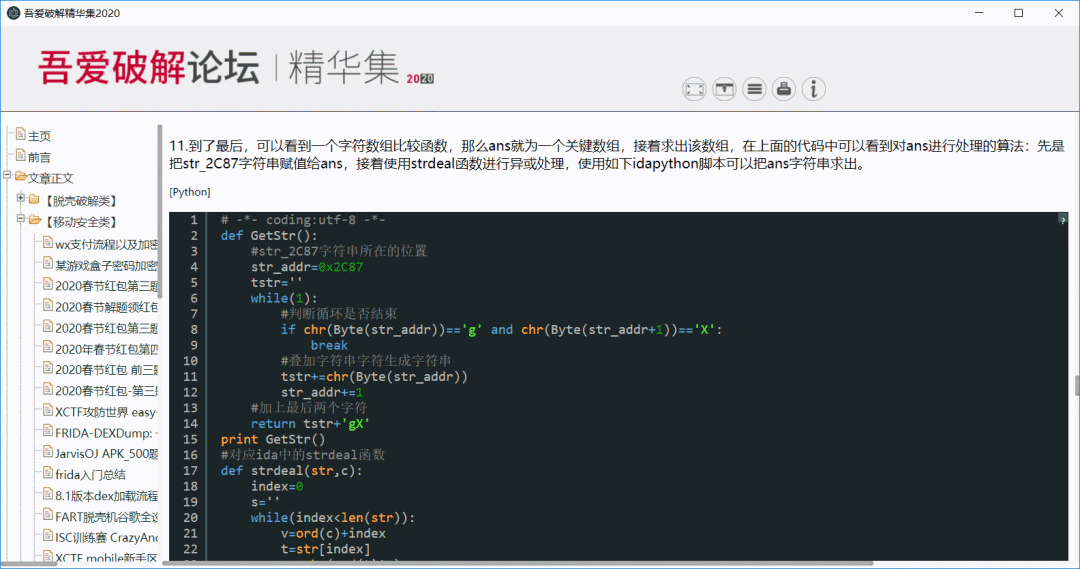 吾爱破解精华集2020
吾爱破解论坛 | 精华集 2020
主页
前言
文章正文
【脱壳破解类】
【移动安全类】
wx支付流程以及加密
某游戏盒子密码加密
2020春节红包第三题
2020春节解题领红包
2020春节红包第三题
2020年春节红包第四
2020春节红包 前三题
2020春节红包-第三题
XCTF攻防世界 easy-
FRIDA-DEXDump:
JarvisOJ APK_500题
frida入门总结
8.1版本dex加载流程
FART脱壳机谷歌全设
ISC训练赛 CrazyAnd
XCTF mobile新手区
11.到了最后，可以看到一个字符数组比较函数，那么ans就为一个关键数组，接着求出该数组，在上面的代码中可以看到对ans进行处理的算法：先是
把str_2C87字符串赋值给ans，接着使用strdeal函数进行异或处理，使用如下idapython脚本可以把ans字符串求出。
[Python]
?
1 # -*- coding:utf-8 -*-
2 def GetStr():
3 #str_2C87字符串所在的位置
4 str_addr=0x2C87
5 tstr=''
6 while(1):
7 #判断循环是否结束
8 if chr(Byte(str_addr))=='g' and chr(Byte(str_addr+1))=='X':
9 break
10 #叠加字符串字符生成字符串
11 tstr+=chr(Byte(str_addr))
12 str_addr+=1
13 #加上最后两个字符
14 return tstr+'gX'
15 print GetStr()
16 #对应ida中的strdeal函数
17 def strdeal(str,c):
18 index=0
19 s=''
20 while(index<len(str)):
21 v=ord(c)+index
22 t=str[index]